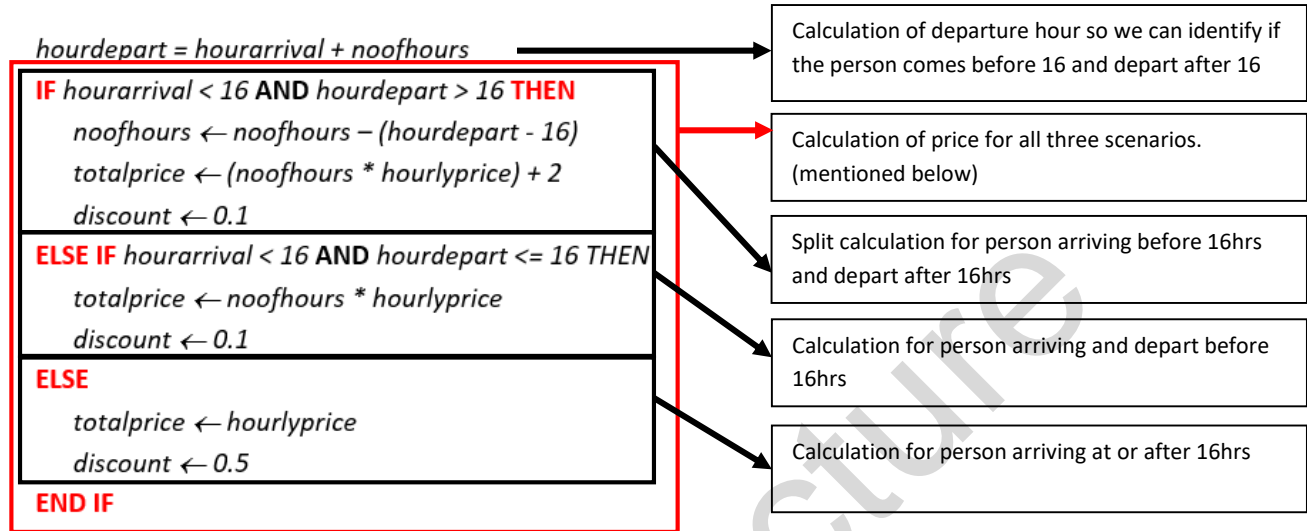 hourdepart = hourarrival + noofhours
IF hourarrival < 16 AND hourdepart > 16 THEN
noofhours ← noofhours – (hourdepart - 16)
totalprice ← (noofhours * hourlyprice) + 2
discount ← 0.1
ELSE IF hourarrival < 16 AND hourdepart <= 16 THEN
totalprice ← noofhours * hourlyprice
discount ← 0.1
ELSE
totalprice ← hourlyprice
discount ← 0.5
END IF
Calculation of departure hour so we can identify if
the person comes before 16 and depart after 16
Calculation of price for all three scenarios.
(mentioned below)
Split calculation for person arriving before 16hrs
and depart after 16hrs
Calculation for person arriving and depart before
16hrs
Calculation for person arriving at or after 16hrs
cture